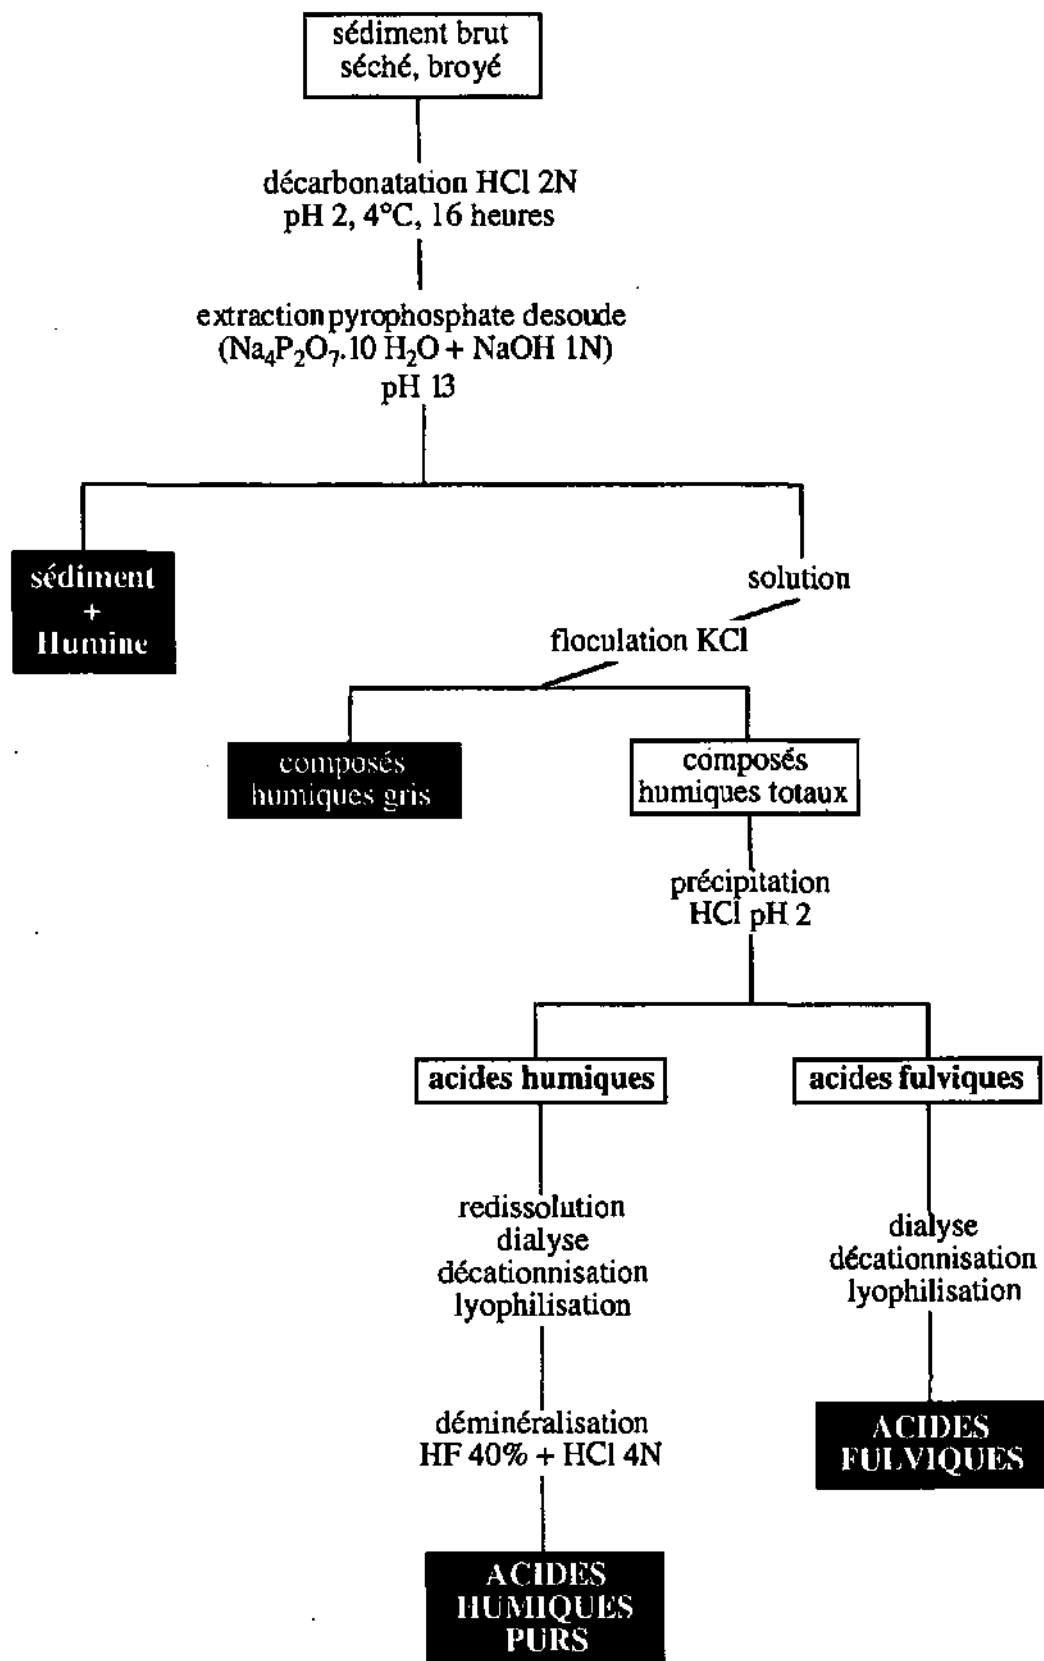 sédiment brut
séché, broyé
décarbonatation HCl 2N
pH 2, 4°C, 16 heures
extraction pyrophosphate desoude
(Na₄P₂O₇.10 H₂O + NaOH 1N)
pH 13
sédiment
+
Humine
solution
floculation KCl
composés
humiques gris
composés
humiques totaux
précipitation
HCl pH 2
acides humiques
acides fulviques
redissolution
dialyse
décationnisation
lyophilisation
dialyse
décationnisation
lyophilisation
déminéralisation
HF 40% + HCl 4N
ACIDES
FULVIQUES
ACIDES
HUMIQUES
PURS